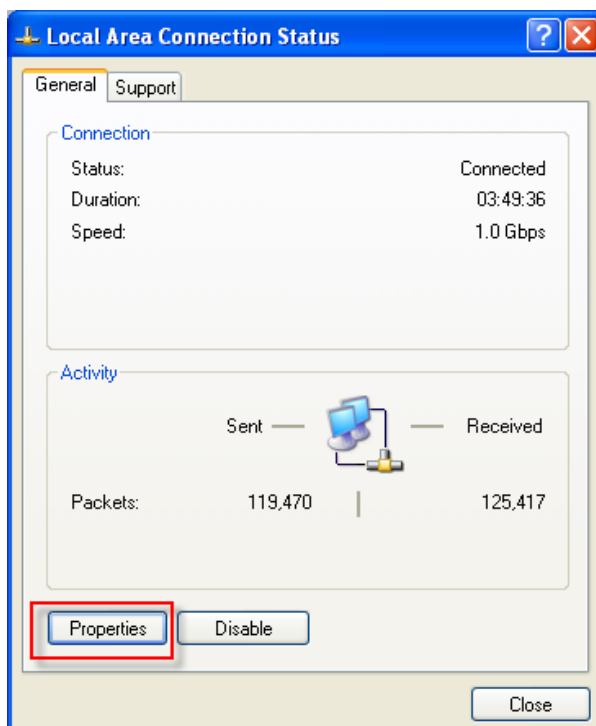 Local Area Connection Status
General Support
Connection
Status: Connected
Duration: 03:49:36
Speed: 1.0 Gbps
Activity
Sent Received
Packets: 119,470 125,417
Properties Disable
Close